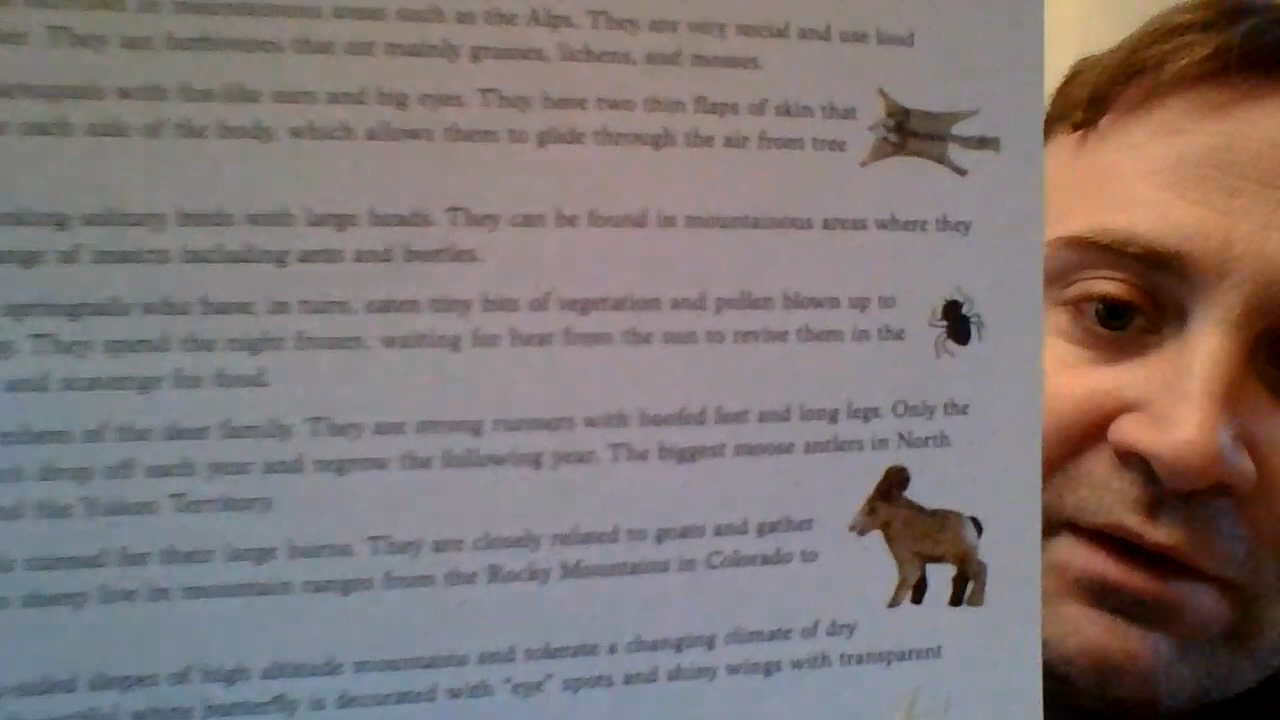 in mountainous areas such as the Alps. They are very social and use loud
They are herbivores that eat mainly grasses, lichens, and mosses.
with fan-like ears and big eyes. They have two thin flaps of skin that
each side of the body, which allows them to glide through the air from tree
solitary birds with large heads. They can be found in mountainous areas where they
of insects including ants and beetles.
springtails who have, in turn, eaten tiny bits of vegetation and pollen blown up to
They spend the night frozen, waiting for heat from the sun to revive them in the
and scavenge for food.
of the deer family. They are strong runners with hoofed feet and long legs. Only the
drop off each year and regrow the following year. The biggest moose antlers in North
the Yukon Territory.
named for their large horns. They are closely related to goats and gather
sheep live in mountain ranges from the Rocky Mountains in Colorado to
slopes of high altitude mountains and tolerate a changing climate of dry
white butterfly is decorated with "eye" spots and shiny wings with transparent